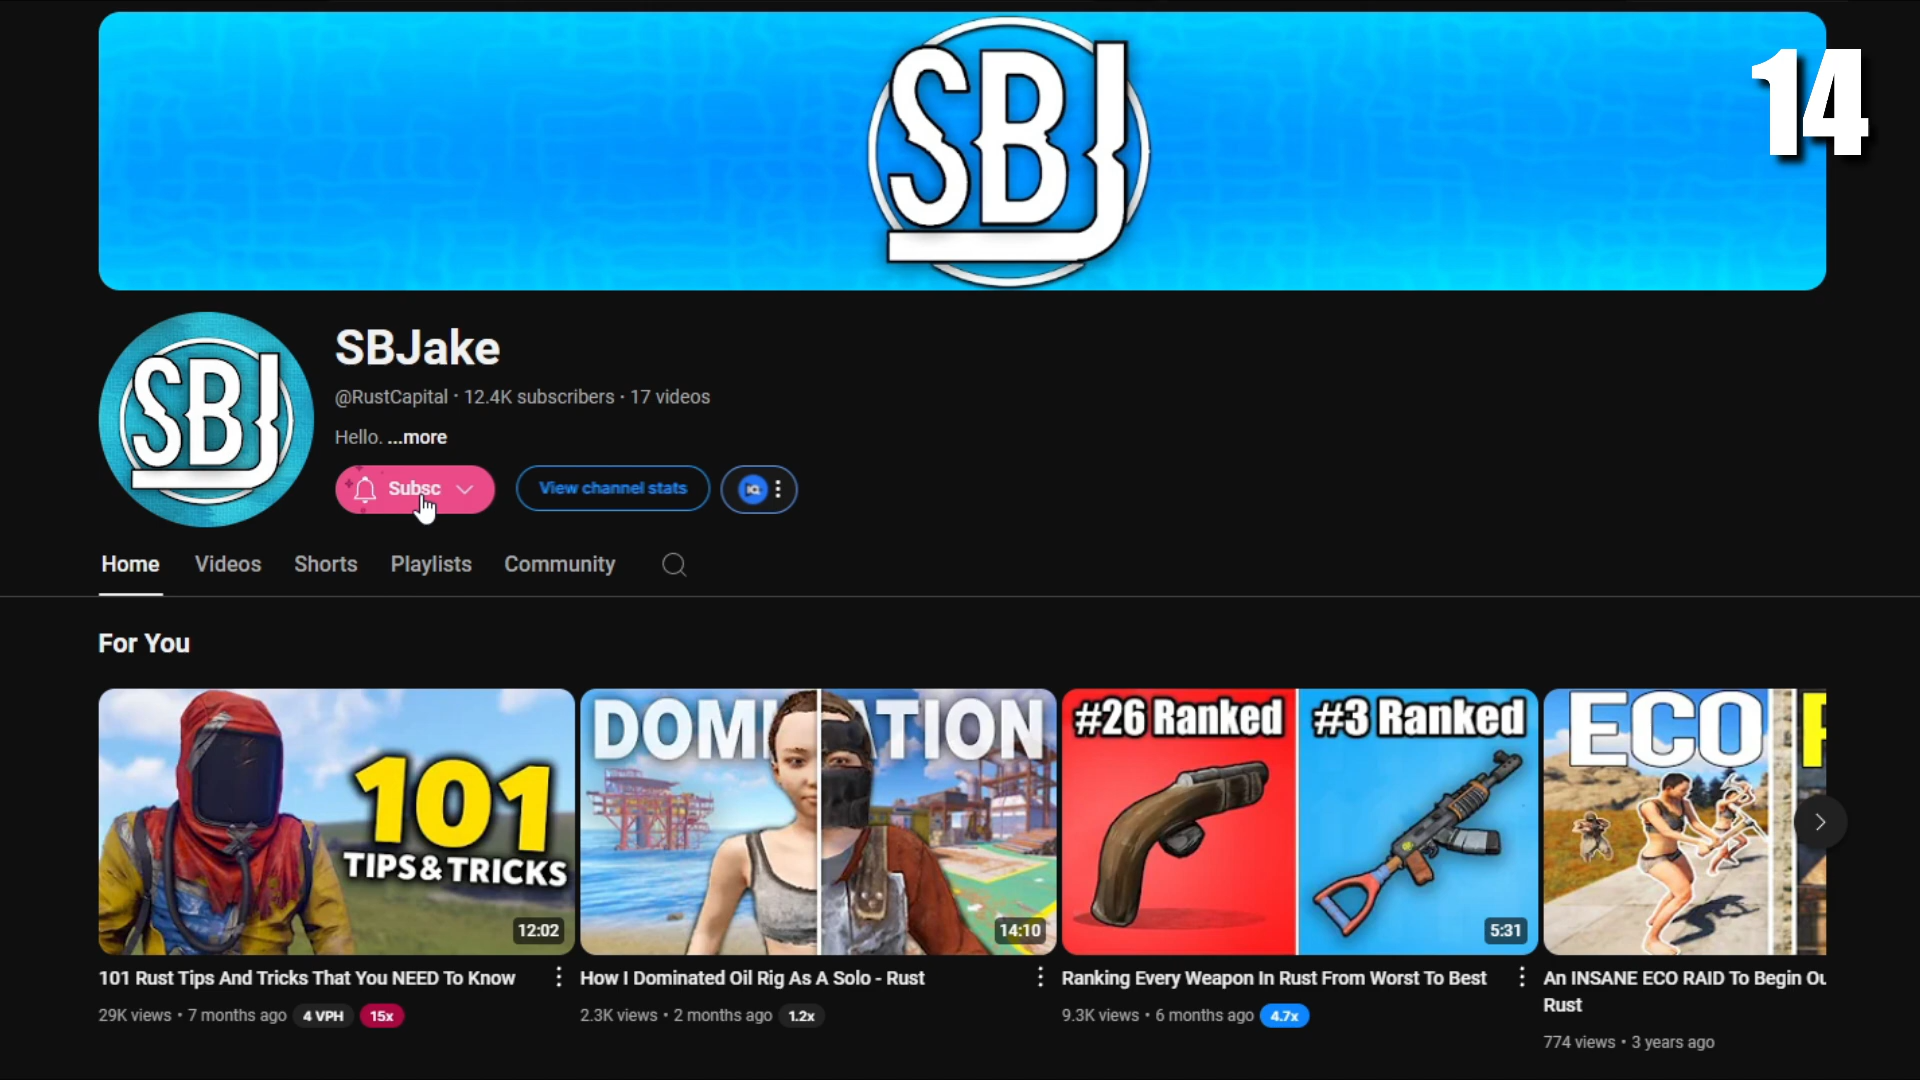 SBJ
14
SBJ
SBJake
@RustCapital · 12.4K subscribers · 17 videos
Hello. ...more
Subsc
View channel stats
IQ
Home Videos Shorts Playlists Community
For You
101
TIPS & TRICKS
12:02
DOMI ATION
14:10
#26 Ranked #3 Ranked
5:31
ECO
101 Rust Tips And Tricks That You NEED To Know
29K views · 7 months ago 4 VPH 15x
How I Dominated Oil Rig As A Solo - Rust
2.3K views · 2 months ago 1.2x
Ranking Every Weapon In Rust From Worst To Best
9.3K views · 6 months ago 4.7x
An INSANE ECO RAID To Begin Ou
Rust
774 views · 3 years ago